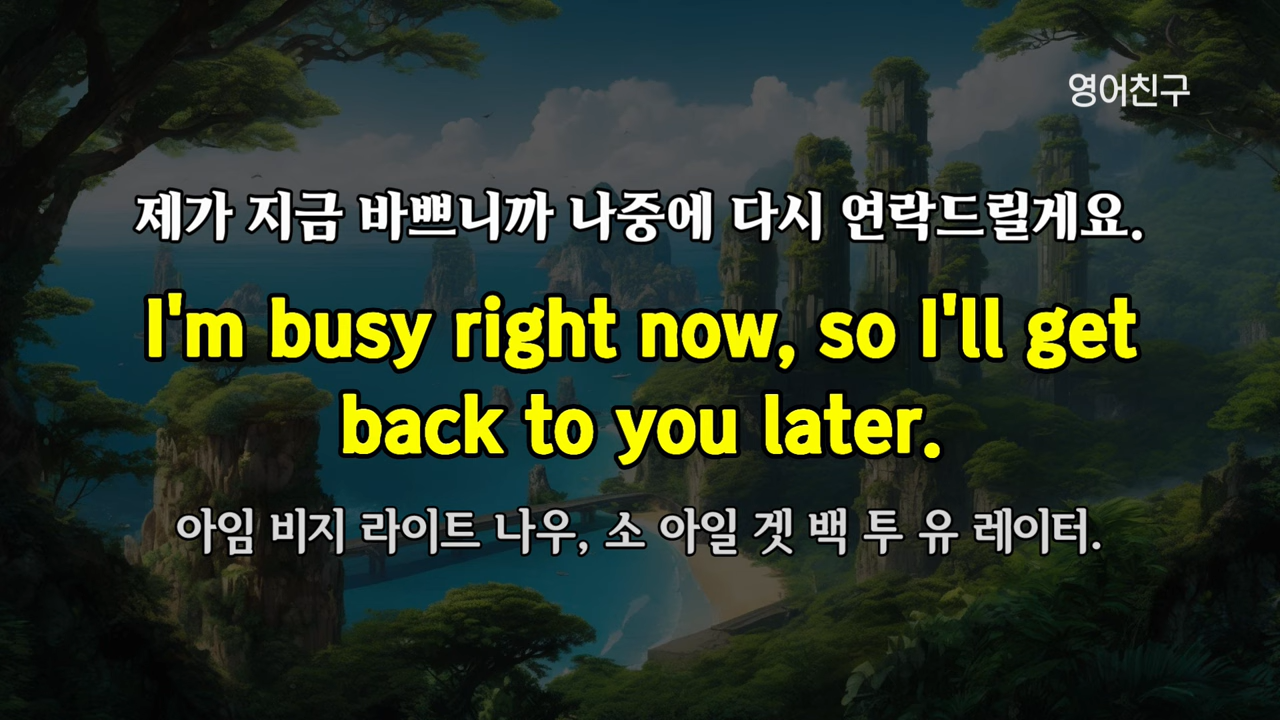 영어친구
제가 지금 바쁘니까 나중에 다시 연락드릴게요.
I'm busy right now, so I'll get
back to you later.
아임 비지 라이트 나우, 소 아일 겟 백 투 유 레이터.